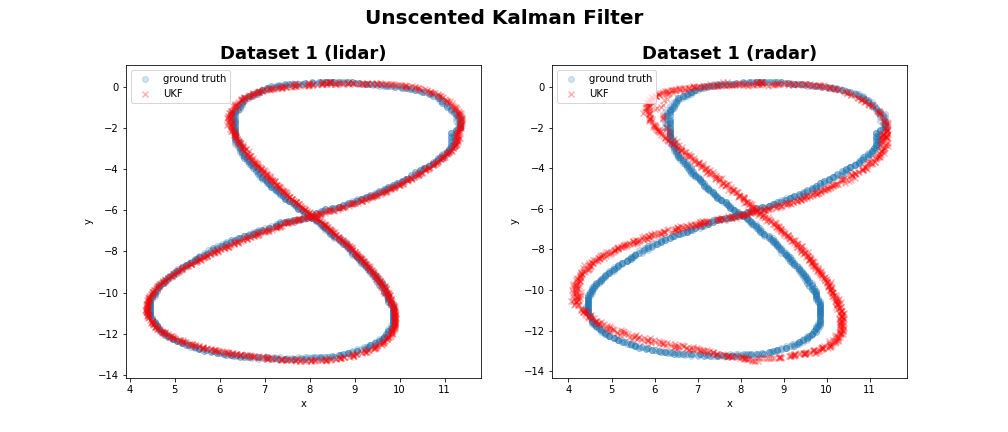 Unscented Kalman Filter
Dataset 1 (lidar)
ground truth
UKF
0
−2
−4
−6
−8
−10
−12
−14
y
4
5
6
7
8
9
10
11
x
Dataset 1 (radar)
ground truth
UKF
0
−2
−4
−6
−8
−10
−12
−14
y
4
5
6
7
8
9
10
11
x